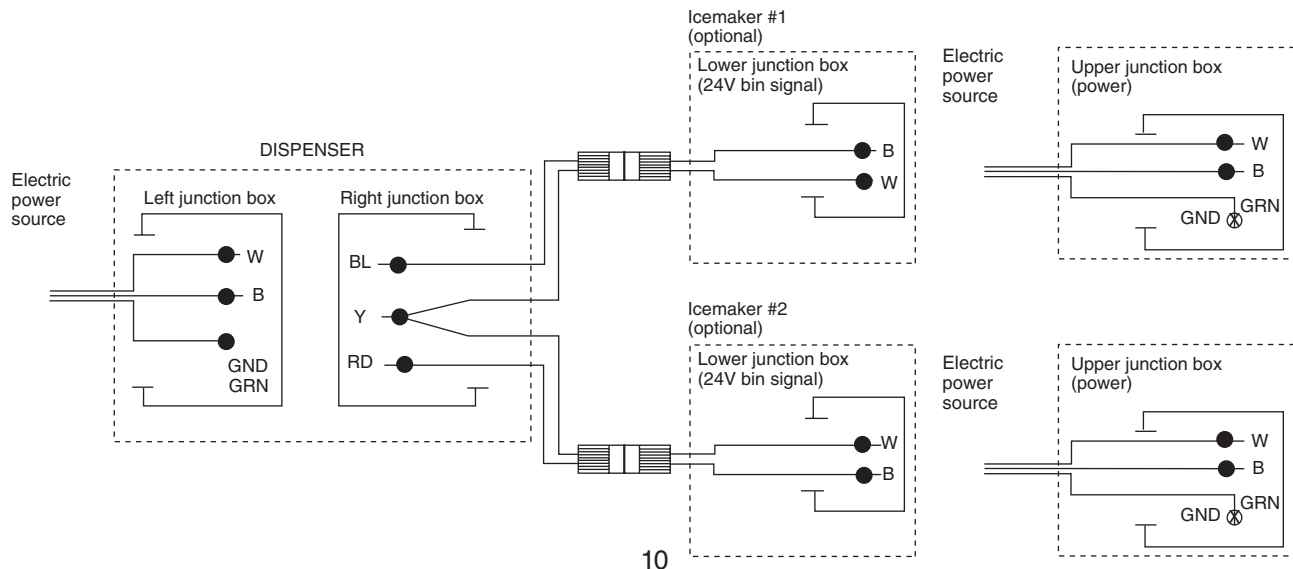 Electric
power
source
DISPENSER
Left junction box
W
B
GND
GRN
Right junction box
BL
Y
RD
Icemaker #1
(optional)
Lower junction box
(24V bin signal)
B
W
Electric
power
source
Upper junction box
(power)
W
B
GRN
GND
Icemaker #2
(optional)
Lower junction box
(24V bin signal)
W
B
Electric
power
source
Upper junction box
(power)
W
B
GRN
GND
10